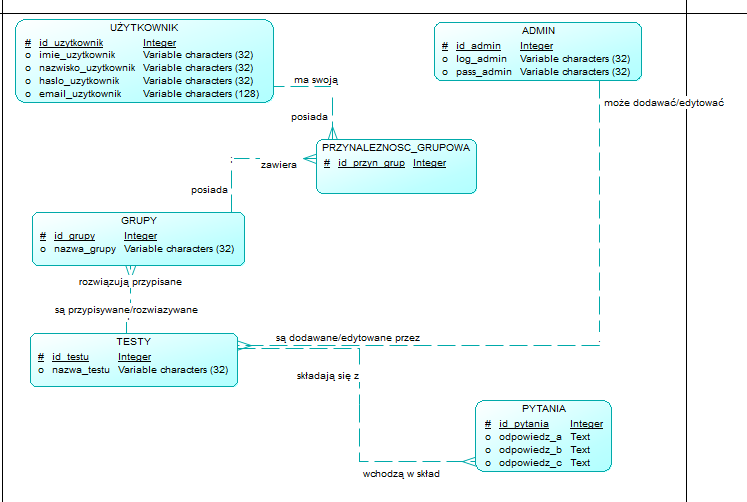 UŻYTKOWNIK
# id_uzytkownik Integer
o imie_uzytkownik Variable characters (32)
o nazwisko_uzytkownik Variable characters (32)
o haslo_uzytkownik Variable characters (32)
o email_uzytkownik Variable characters (128)
ADMIN
# id_admin Integer
o log_admin Variable characters (32)
o pass_admin Variable characters (32)
ma swoją
może dodawać/edytować
posiada
PRZYNALEZNOSC_GRUPOWA
# id_przyn_grup Integer
zawiera
posiada
GRUPY
# id_grupy Integer
o nazwa_grupy Variable characters (32)
rozwiązują przypisane
są przypisywane/rozwiazywane
TESTY
# id_testu Integer
o nazwa_testu Variable characters (32)
są dodawane/edytowane przez
składają się z
PYTANIA
# id_pytania Integer
o odpowiedz_a Text
o odpowiedz_b Text
o odpowiedz_c Text
wchodzą w skład